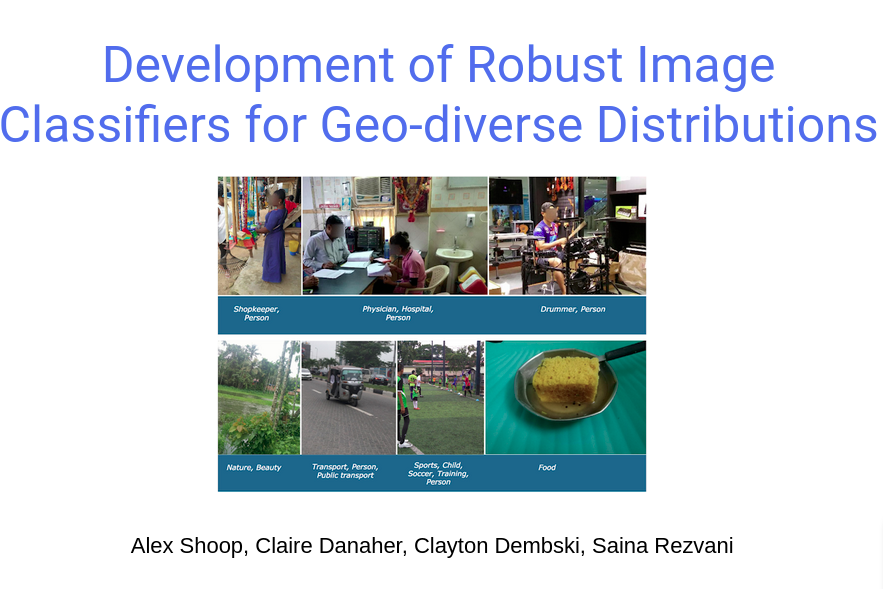 Development of Robust Image
Classifiers for Geo-diverse Distributions
Shopkeeper,
Person
Physician, Hospital,
Person
Drummer, Person
Nature, Beauty
Transport, Person,
Public transport
Sports, Child,
Soccer, Training,
Person
Food
Alex Shoop, Claire Danaher, Clayton Dembski, Saina Rezvani